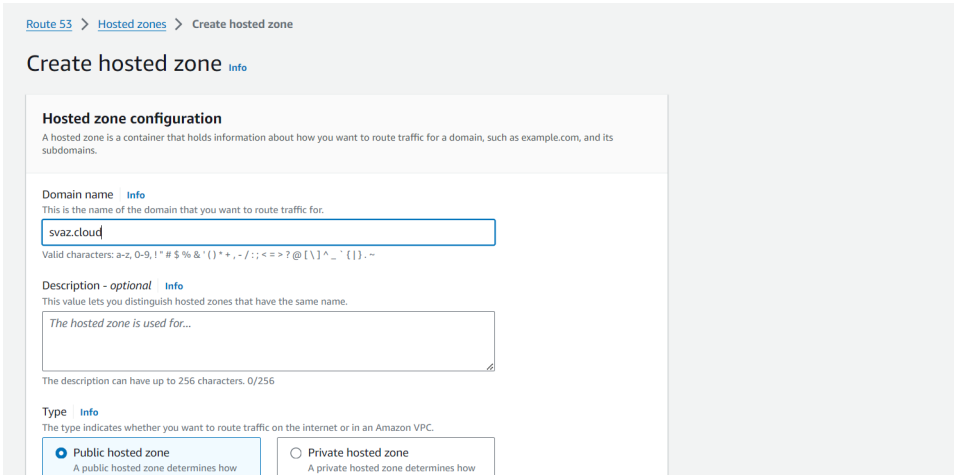 Route 53 > Hosted zones > Create hosted zone
Create hosted zone Info
Hosted zone configuration
A hosted zone is a container that holds information about how you want to route traffic for a domain, such as example.com, and its
subdomains.
Domain name Info
This is the name of the domain that you want to route traffic for.
svaz.cloud
Valid characters: a-z, 0-9, ! " # $ % & ' ( ) * + , - / : ; < = > ? @ [ \ ] ^ _ ` { | } . ~
Description - optional Info
This value lets you distinguish hosted zones that have the same name.
The hosted zone is used for...
The description can have up to 256 characters. 0/256
Type Info
The type indicates whether you want to route traffic on the internet or in an Amazon VPC.
Public hosted zone Private hosted zone
A public hosted zone determines how A private hosted zone determines how